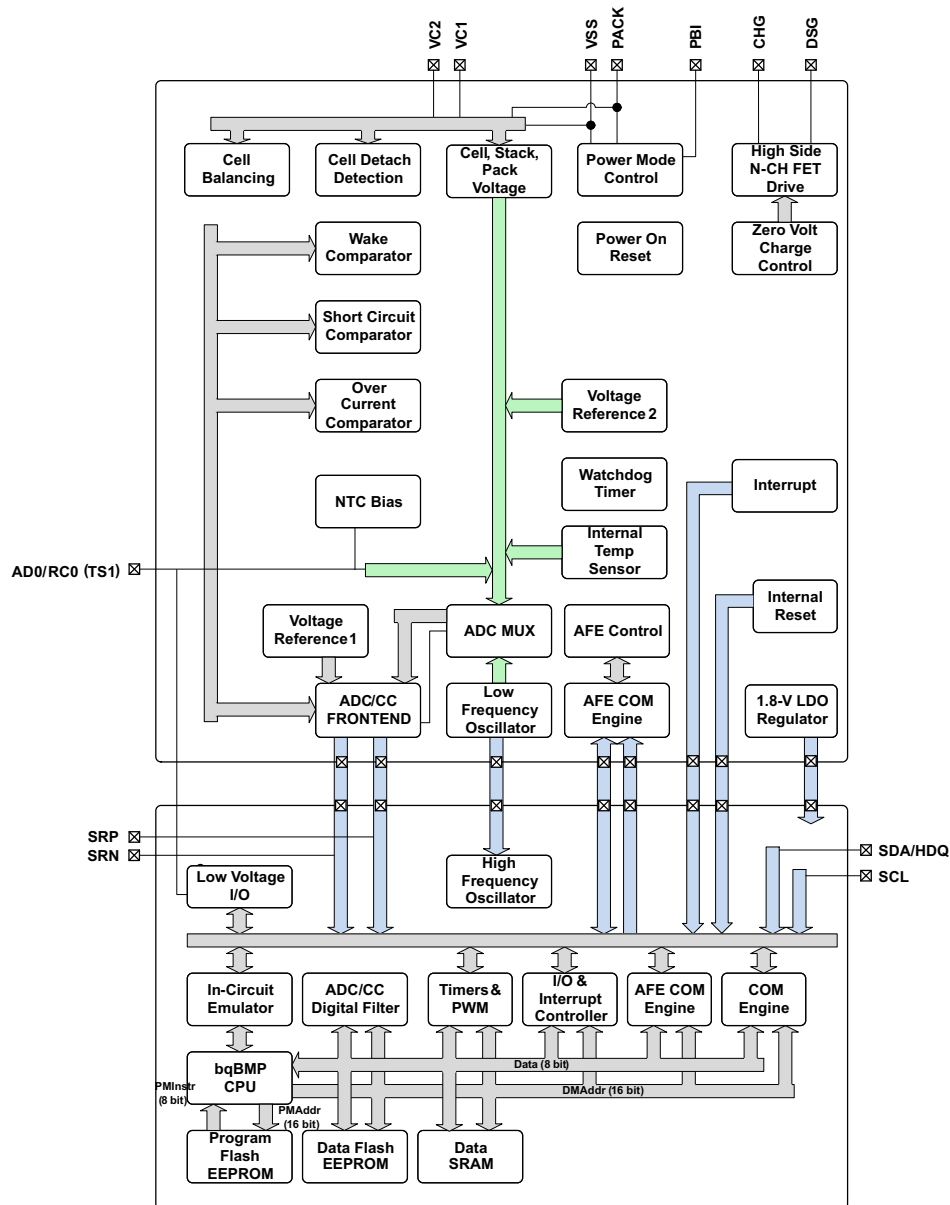 VC2
VC1
VSS
PACK
PBI
CHG
DSG
Cell
Balancing
Cell Detach
Detection
Cell, Stack,
Pack
Voltage
Power Mode
Control
High Side
N-CH FET
Drive
Wake
Comparator
Power On
Reset
Zero Volt
Charge
Control
Short Circuit
Comparator
Over
Current
Comparator
Voltage
Reference 2
NTC Bias
Watchdog
Timer
Interrupt
AD0/RC0 (TS1)
Internal
Temp
Sensor
Internal
Reset
Voltage
Reference 1
ADC MUX
AFE Control
ADC/CC
FRONTEND
Low
Frequency
Oscillator
AFE COM
Engine
1.8-V LDO
Regulator
SRP
SRN
SDA/HDQ
SCL
Low Voltage
I/O
High
Frequency
Oscillator
In-Circuit
Emulator
ADC/CC
Digital Filter
Timers &
PWM
I/O &
Interrupt
Controller
AFE COM
Engine
COM
Engine
bqBMP
CPU
Data (8 bit)
DMAddr (16 bit)
PMInstr
(8 bit)
PMAddr
(16 bit)
Program
Flash
EEPROM
Data Flash
EEPROM
Data
SRAM